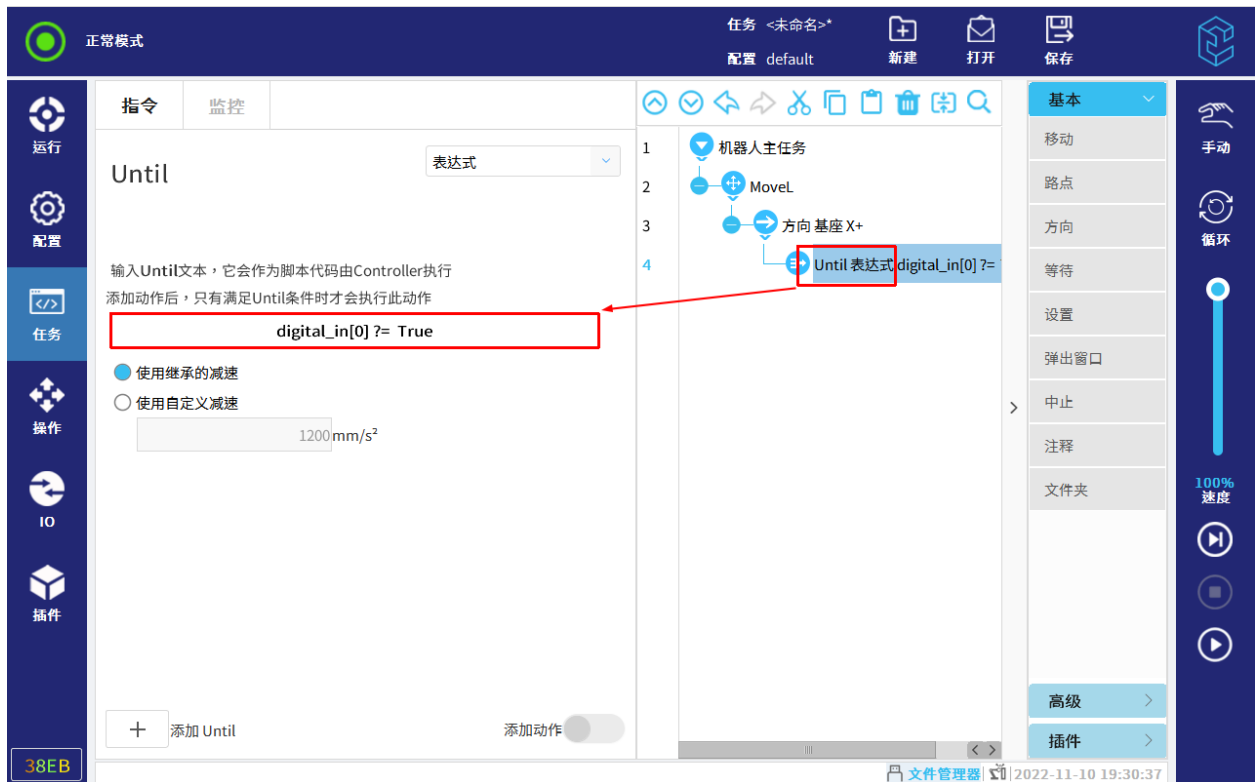 正常模式
任务 <未命名>*
配置 default
新建
打开
保存
运行
配置
任务
操作
IO
插件
38EB
指令
监控
Until
表达式
输入Until文本，它会作为脚本代码由Controller执行
添加动作后，只有满足Until条件时才会执行此动作
digital_in[0] ?= True
使用继承的减速
使用自定义减速
1200 mm/s²
添加 Until
添加动作
1 机器人主任务
2 MoveL
3 方向 基座 X+
4 Until 表达式 digital_in[0] ?=
基本
移动
路点
方向
等待
设置
弹出窗口
中止
注释
文件夹
高级
插件
手动
循环
100%
速度
文件管理器 2022-11-10 19:30:37